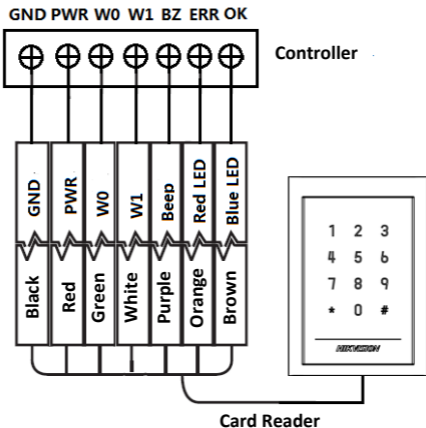 GND PWR W0 W1 BZ ERR OK
Controller
GND
PWR
W0
W1
Beep
Red LED
Blue LED
Black
Red
Green
White
Purple
Orange
Brown
1 2 3
4 5 6
7 8 9
* 0 #
HIKVISION
Card Reader